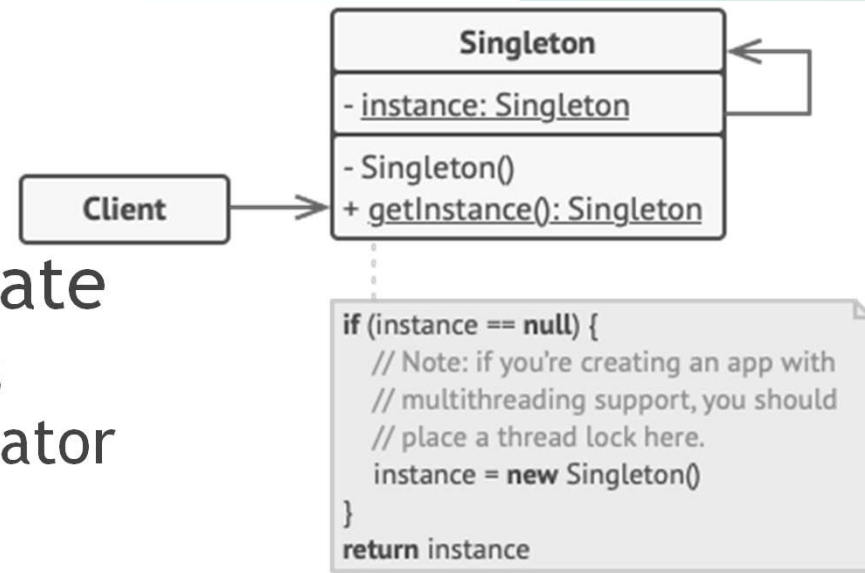 Singleton
- instance: Singleton
- Singleton()
+ getInstance(): Singleton
Client
ate
ator
if (instance == null) {
// Note: if you're creating an app with
// multithreading support, you should
// place a thread lock here.
instance = new Singleton()
}
return instance